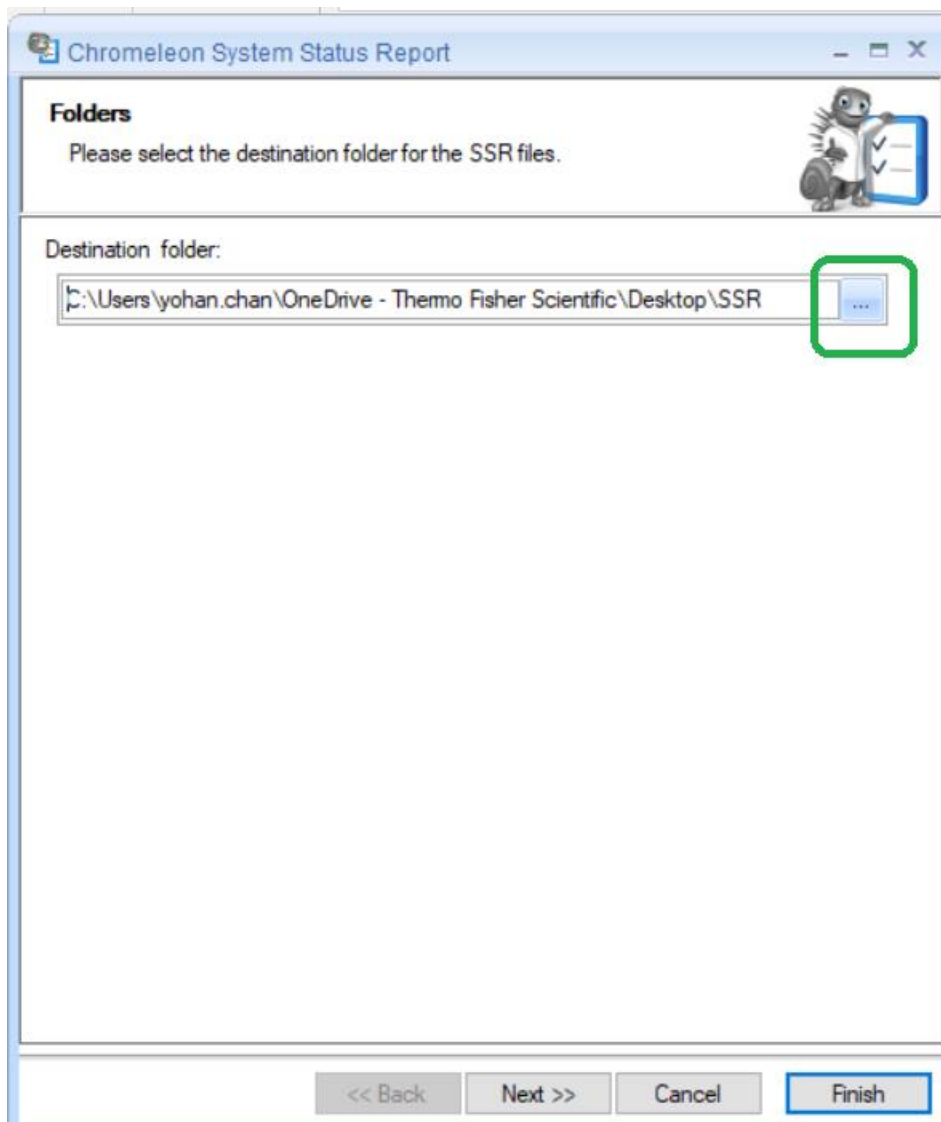 Chromeleon System Status Report
Folders
Please select the destination folder for the SSR files.
Destination folder:
C:\Users\yohan.chan\OneDrive - Thermo Fisher Scientific\Desktop\SSR
...
<< Back Next >> Cancel Finish